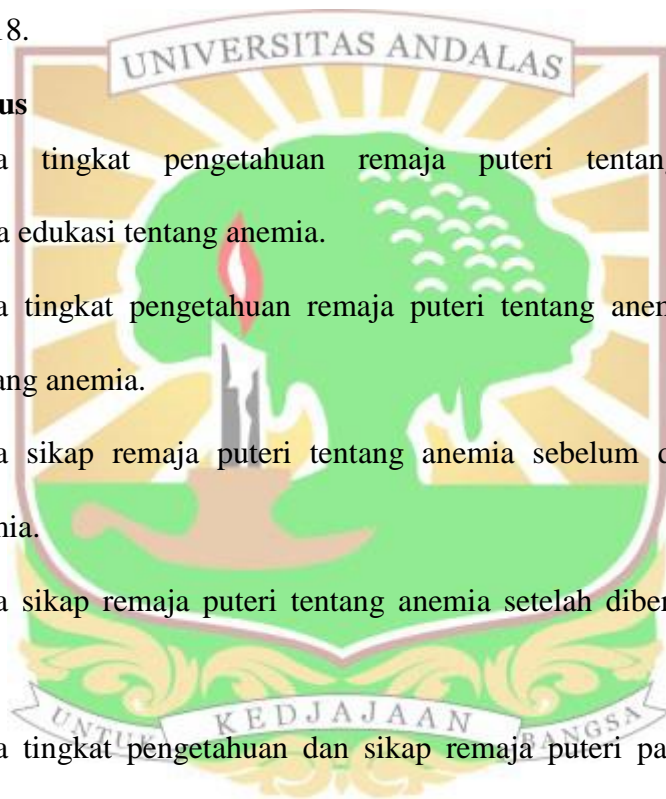 18.
UNIVERSITAS ANDALAS
us
a tingkat pengetahuan remaja puteri tentang
a edukasi tentang anemia.
a tingkat pengetahuan remaja puteri tentang anem
ang anemia.
a sikap remaja puteri tentang anemia sebelum d
mia.
a sikap remaja puteri tentang anemia setelah diber
UNTUK KEDJAJAAN BANGSA
a tingkat pengetahuan dan sikap remaja puteri pa